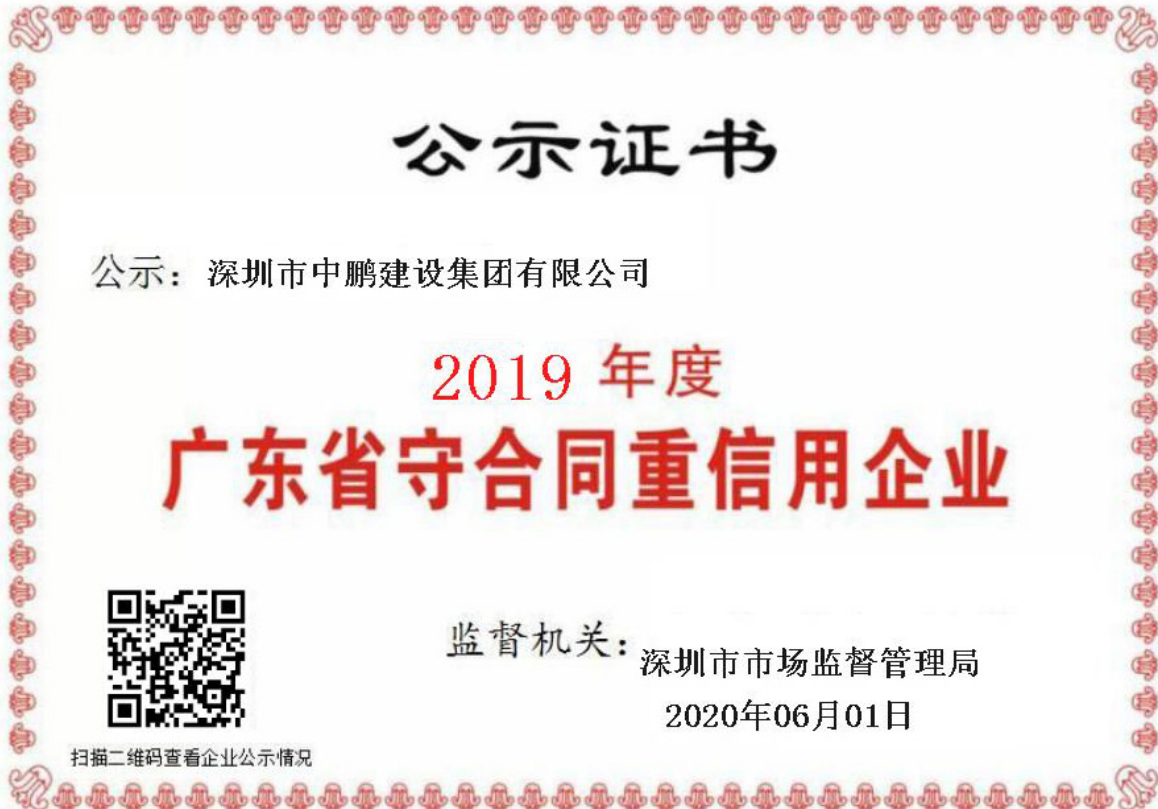 公示证书
公示：深圳市中鹏建设集团有限公司
2019 年度
广东省守合同重信用企业
监督机关：深圳市市场监督管理局
2020年06月01日
扫描二维码查看企业公示情况